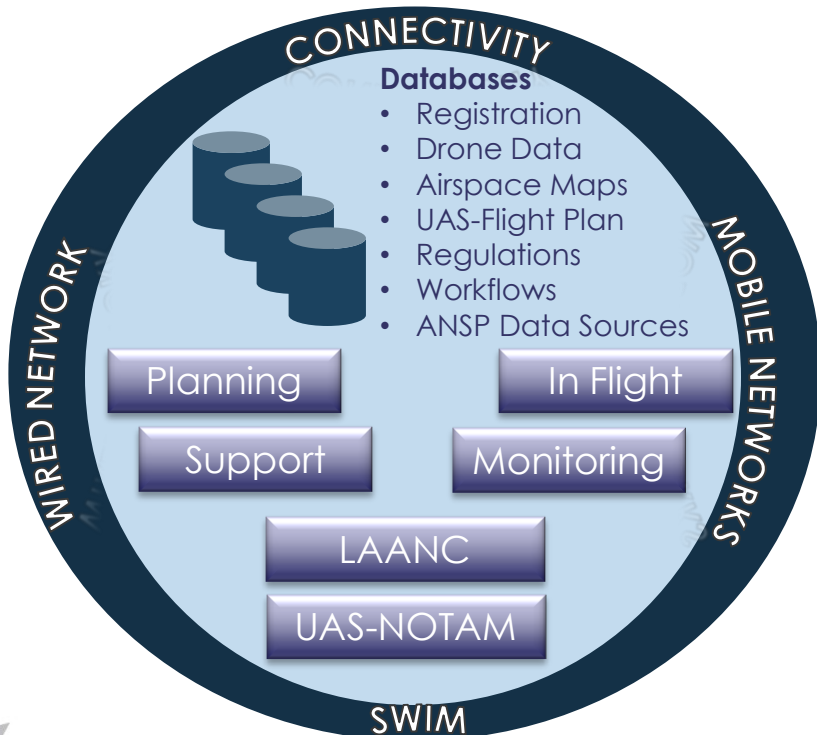 CONNECTIVITY
Databases
• Registration
• Drone Data
• Airspace Maps
• UAS-Flight Plan
• Regulations
• Workflows
• ANSP Data Sources
WIRED NETWORK
MOBILE NETWORKS
Planning
In Flight
Support
Monitoring
LAANC
UAS-NOTAM
SWIM